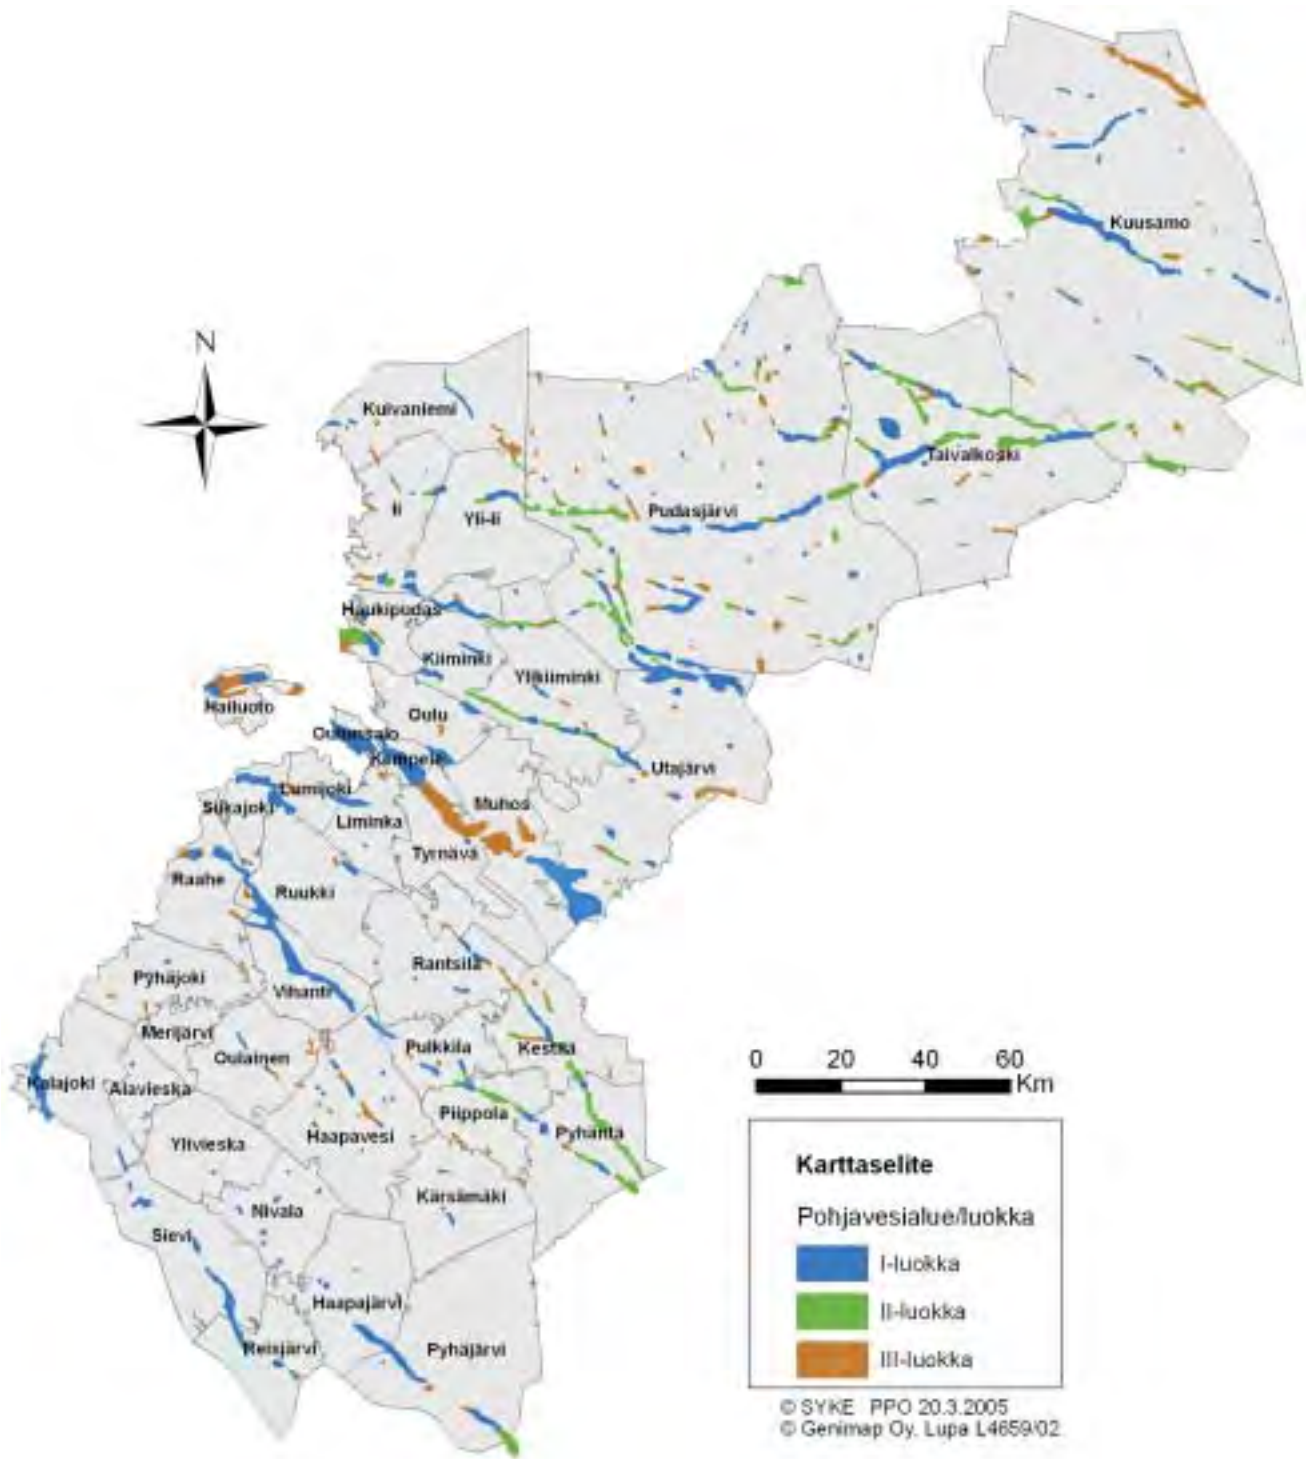 Kuusamo
N
Kuivaniemi
Taivalkoski
Ii
Yli-Ii
Pudasjärvi
Haukipudas
Kiiminki
Ylikiiminki
Hailuoto
Oulu
Oulunsalo
Kempele
Utajärvi
Lumijoki
Siikajoki
Muhos
Liminka
Tyrnävä
Raahe
Ruukki
Rantsila
Pyhäjoki
Vihanti
Merijärvi
Oulainen
Pulkkila
Kestilä
Kalajoki
Alavieska
Piippola
Pyhäntä
Haapavesi
Ylivieska
Kärsämäki
Nivala
Sievi
Haapajärvi
Reisjärvi
Pyhäjärvi
0 20 40 60
Km
Karttaselite
Pohjavesialue/luokka
I-luokka
II-luokka
III-luokka
© SYKE PPO 20.3.2005
© Genimap Oy. Lupa L4659/02